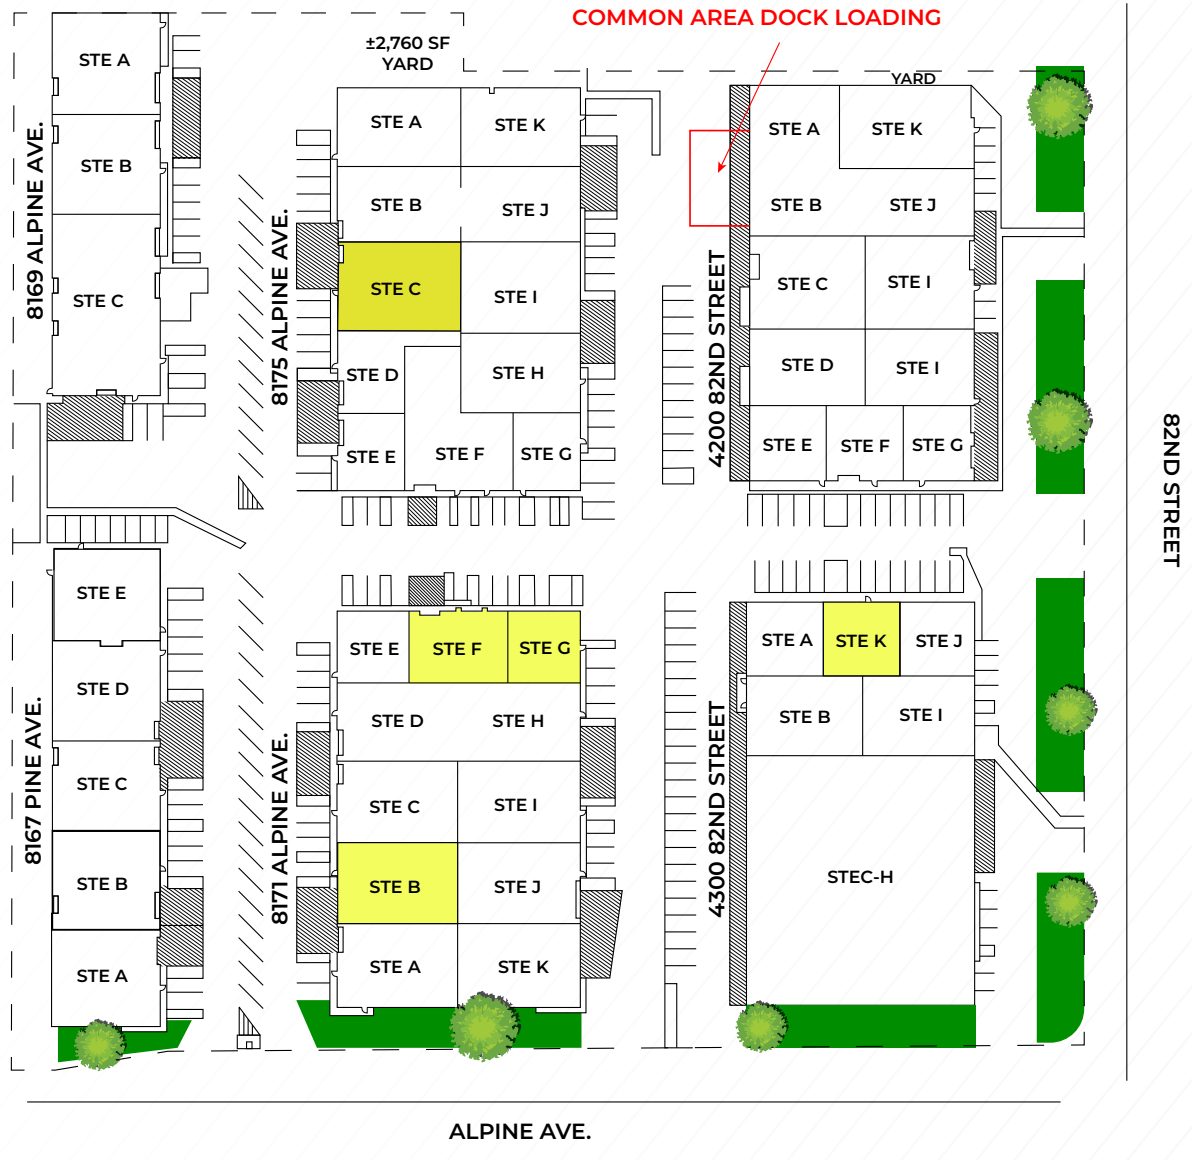 COMMON AREA DOCK LOADING
±2,760 SF
YARD
YARD
8169 ALPINE AVE.
STE A
STE B
STE C
8175 ALPINE AVE.
STE A
STE K
STE B
STE J
STE C
STE I
STE D
STE H
STE E
STE F
STE G
4200 82ND STREET
STE A
STE K
STE B
STE J
STE C
STE I
STE D
STE I
STE E
STE F
STE G
82ND STREET
8167 PINE AVE.
STE E
STE D
STE C
STE B
STE A
8171 ALPINE AVE.
STE E
STE F
STE G
STE D
STE H
STE C
STE I
STE B
STE J
STE A
STE K
4300 82ND STREET
STE A
STE K
STE J
STE B
STE I
STEC-H
ALPINE AVE.